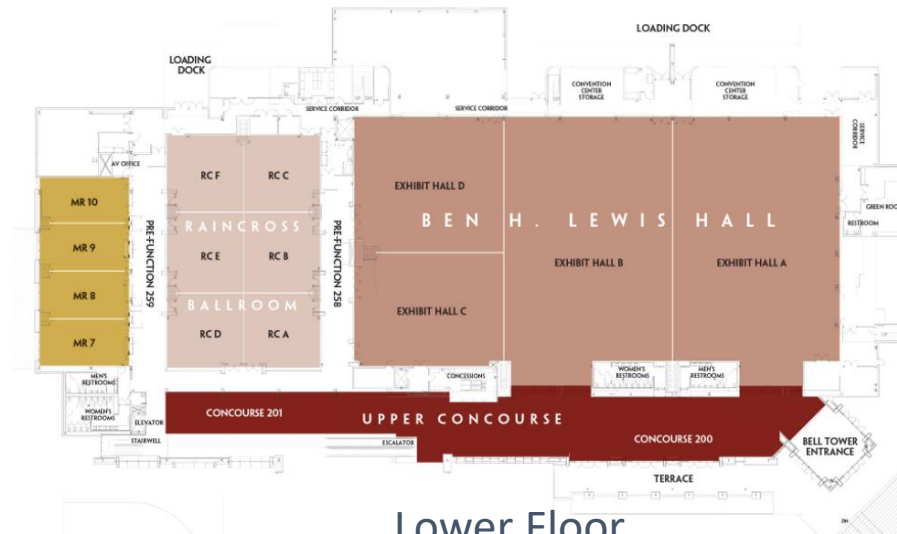 LOADING DOCK
LOADING
DOCK
CONVENTION
CENTER
STORAGE
CONVENTION
CENTER
STORAGE
SERVICE CORRIDOR
SERVICE CORRIDOR
SERVICE
CORRIDOR
AV OFFICE
RC F
RC C
EXHIBIT HALL D
MR 10
GREEN ROO
RESTROOM
RAINCROSS
BEN H. LEWIS HALL
PRE-FUNCTION 259
PRE-FUNCTION 258
MR 9
RC E
RC B
EXHIBIT HALL B
EXHIBIT HALL A
MR 8
BALLROOM
EXHIBIT HALL C
MR 7
RC D
RC A
MEN'S
RESTROOMS
CONCESSIONS
WOMEN'S
RESTROOMS
MEN'S
RESTROOMS
WOMEN'S
RESTROOMS
ELEVATOR
CONCOURSE 201
UPPER CONCOURSE
STAIRWELL
ESCALATOR
CONCOURSE 200
BELL TOWER
ENTRANCE
TERRACE
Lower Floor
DN